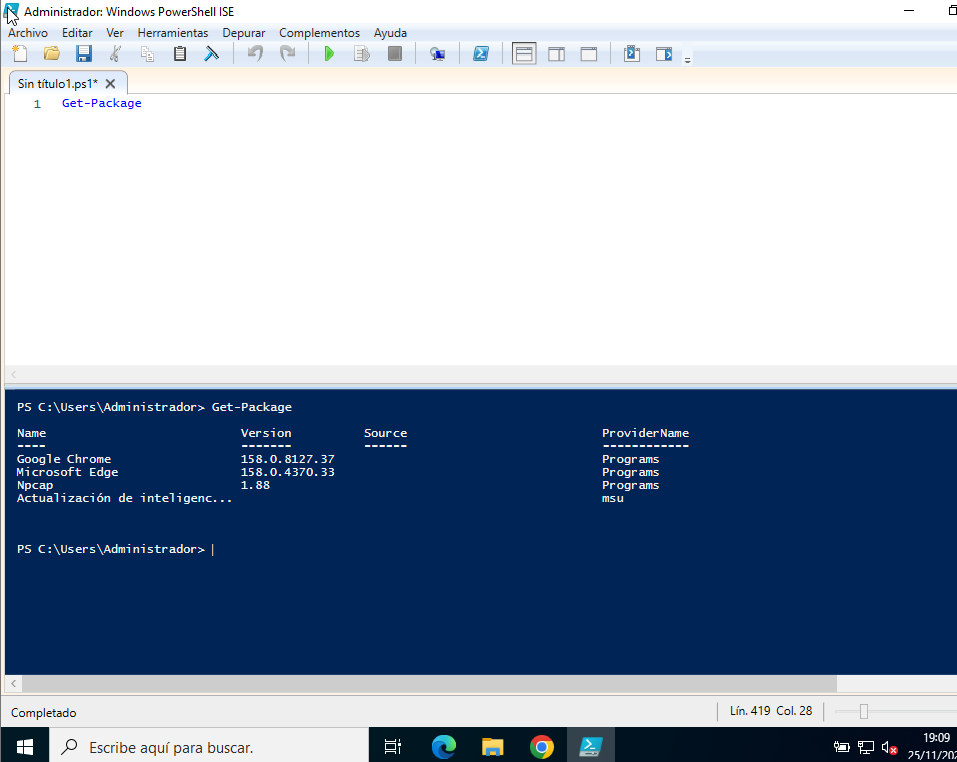 Administrador: Windows PowerShell ISE
Archivo Editar Ver Herramientas Depurar Complementos Ayuda
Sin título1.ps1*
1 Get-Package
PS C:\Users\Administrador> Get-Package
Name Version Source ProviderName
---- ------- ------ ------------
Google Chrome 158.0.8127.37 Programs
Microsoft Edge 158.0.4370.33 Programs
Npcap 1.88 Programs
Actualización de inteligenc... msu
PS C:\Users\Administrador>
Completado
Lín. 419 Col. 28
Escribe aquí para buscar.
19:09
25/11/202